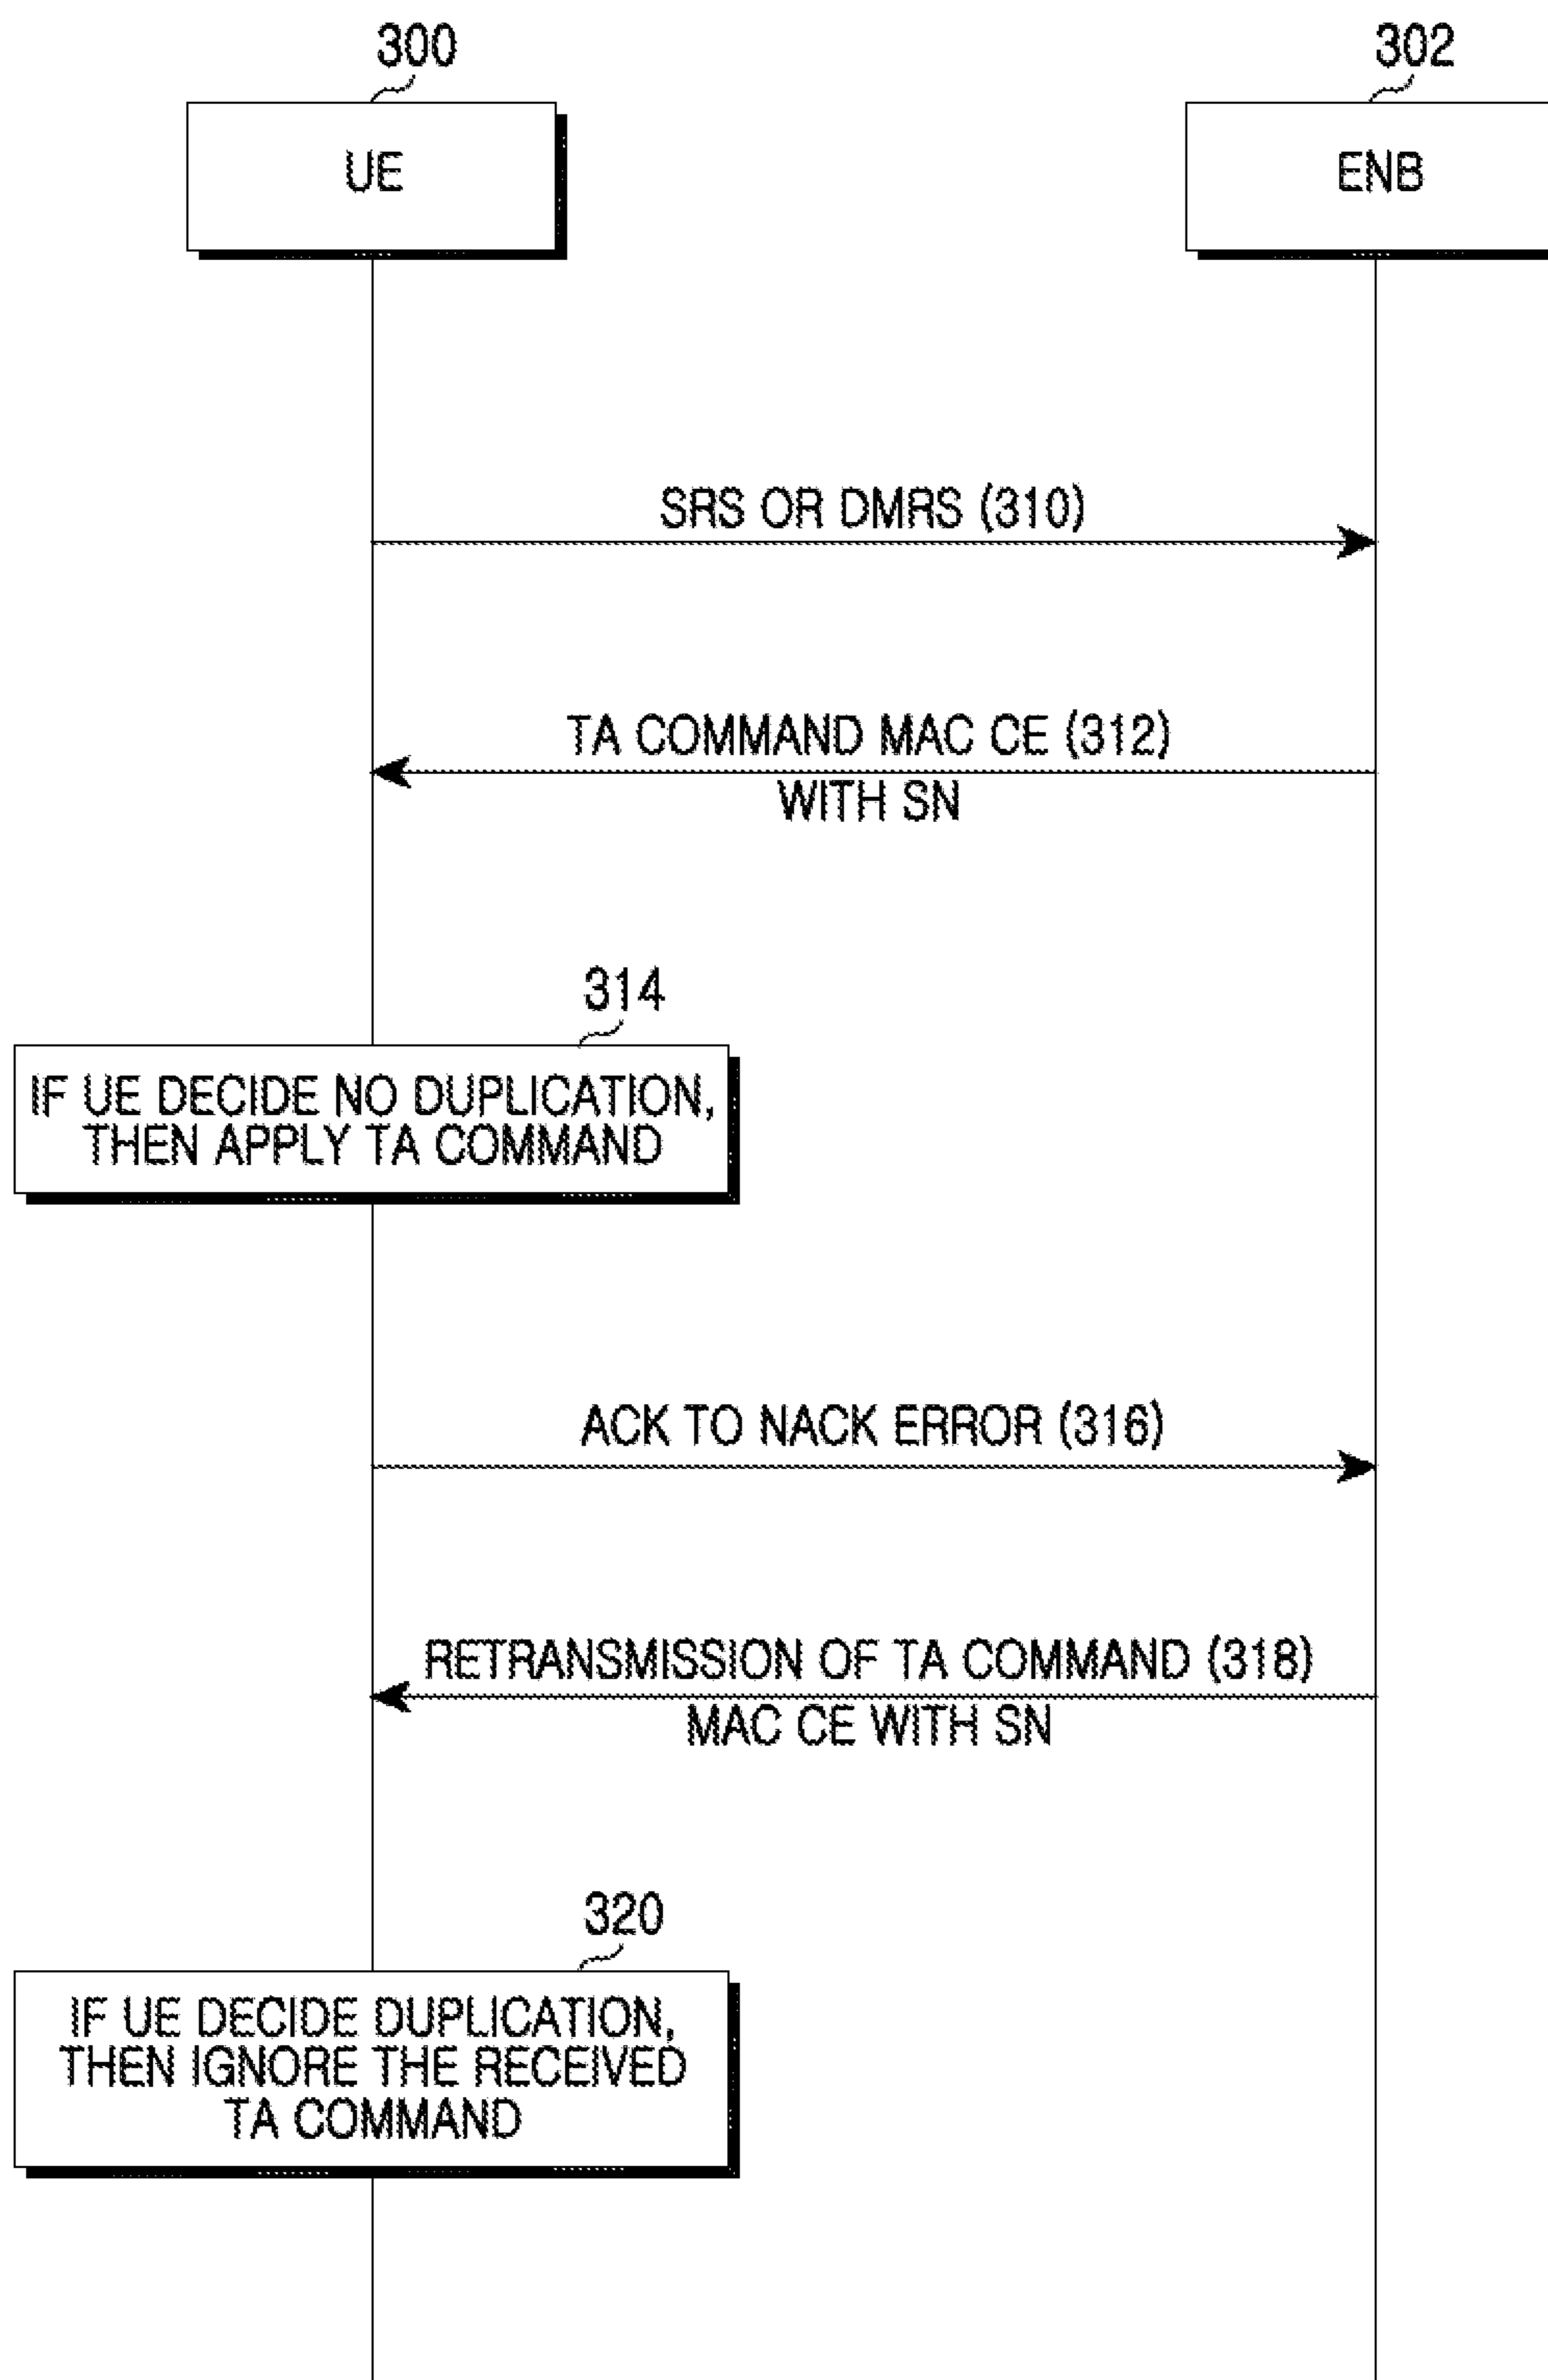 300
302
UE
ENB
SRS OR DMRS (310)
TA COMMAND MAC CE (312)
WITH SN
314
IF UE DECIDE NO DUPLICATION,
THEN APPLY TA COMMAND
ACK TO NACK ERROR (316)
RETRANSMISSION OF TA COMMAND (318)
MAC CE WITH SN
320
IF UE DECIDE DUPLICATION,
THEN IGNORE THE RECEIVED
TA COMMAND